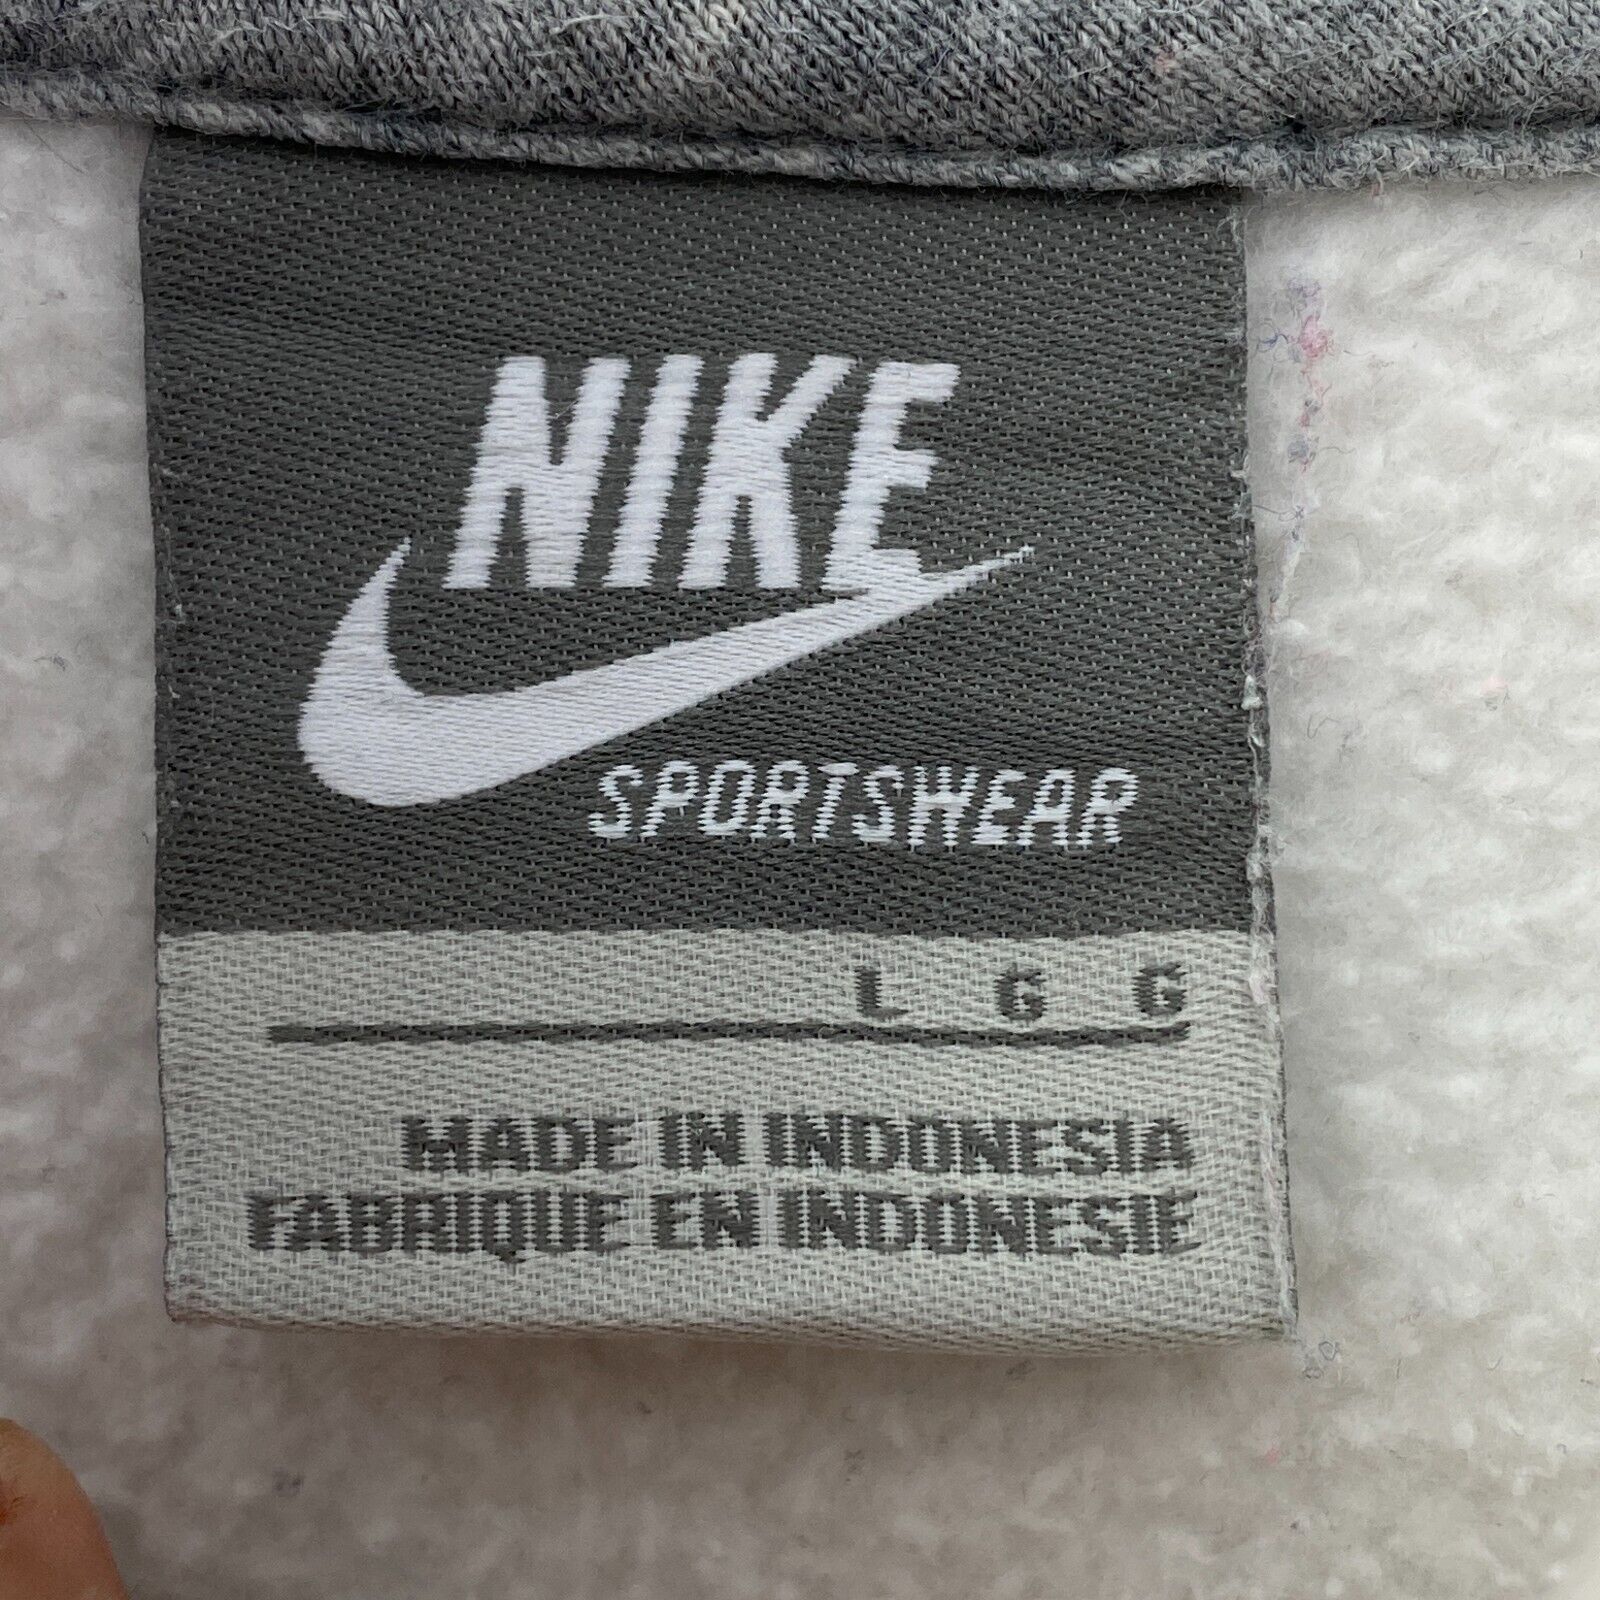 NIKE
SPORTSWEAR
L G G
MADE IN INDONESIA
FABRIQUE EN INDONESIE